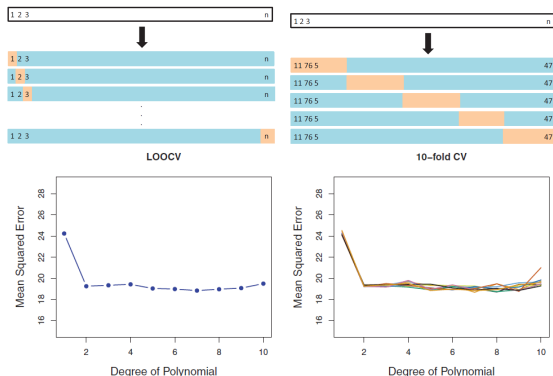 1 2 3 n
1 2 3 n
1 2 3 n
1 2 3 n
.
.
.
1 2 3 n
LOOCV
Mean Squared Error
28
26
24
22
20
18
16
2 4 6 8 10
Degree of Polynomial
1 2 3 n
11 76 5 47
11 76 5 47
11 76 5 47
11 76 5 47
11 76 5 47
10-fold CV
Mean Squared Error
28
26
24
22
20
18
16
2 4 6 8 10
Degree of Polynomial